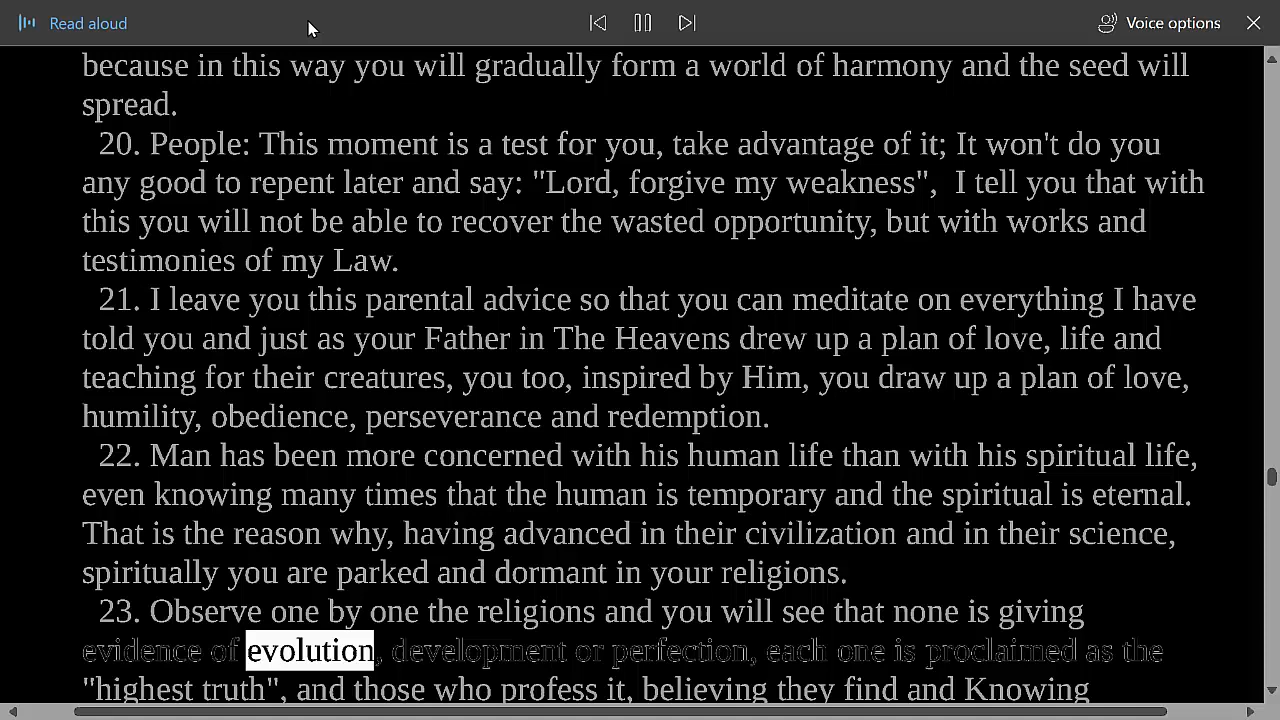 Read aloud
Voice options
because in this way you will gradually form a world of harmony and the seed will
spread.
20. People: This moment is a test for you, take advantage of it; It won't do you
any good to repent later and say: "Lord, forgive my weakness",  I tell you that with
this you will not be able to recover the wasted opportunity, but with works and
testimonies of my Law.
21. I leave you this parental advice so that you can meditate on everything I have
told you and just as your Father in The Heavens drew up a plan of love, life and
teaching for their creatures, you too, inspired by Him, you draw up a plan of love,
humility, obedience, perseverance and redemption.
22. Man has been more concerned with his human life than with his spiritual life,
even knowing many times that the human is temporary and the spiritual is eternal.
That is the reason why, having advanced in their civilization and in their science,
spiritually you are parked and dormant in your religions.
23. Observe one by one the religions and you will see that none is giving
evidence of evolution, development or perfection, each one is proclaimed as the
"highest truth", and those who profess it, believing they find and Knowing